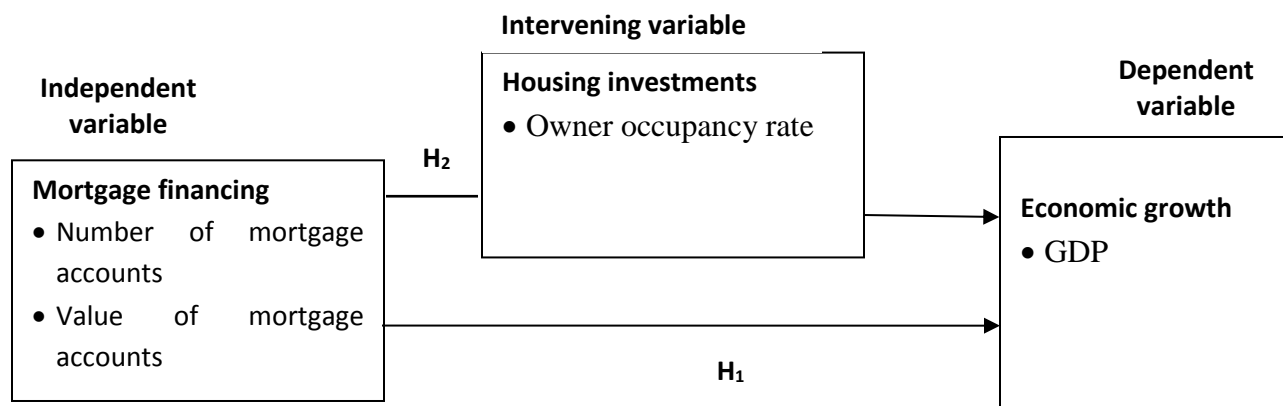 Intervening variable
Housing investments
• Owner occupancy rate
Independent
variable
H₂
Mortgage financing
• Number of mortgage
accounts
• Value of mortgage
accounts
Dependent
variable
Economic growth
• GDP
H₁